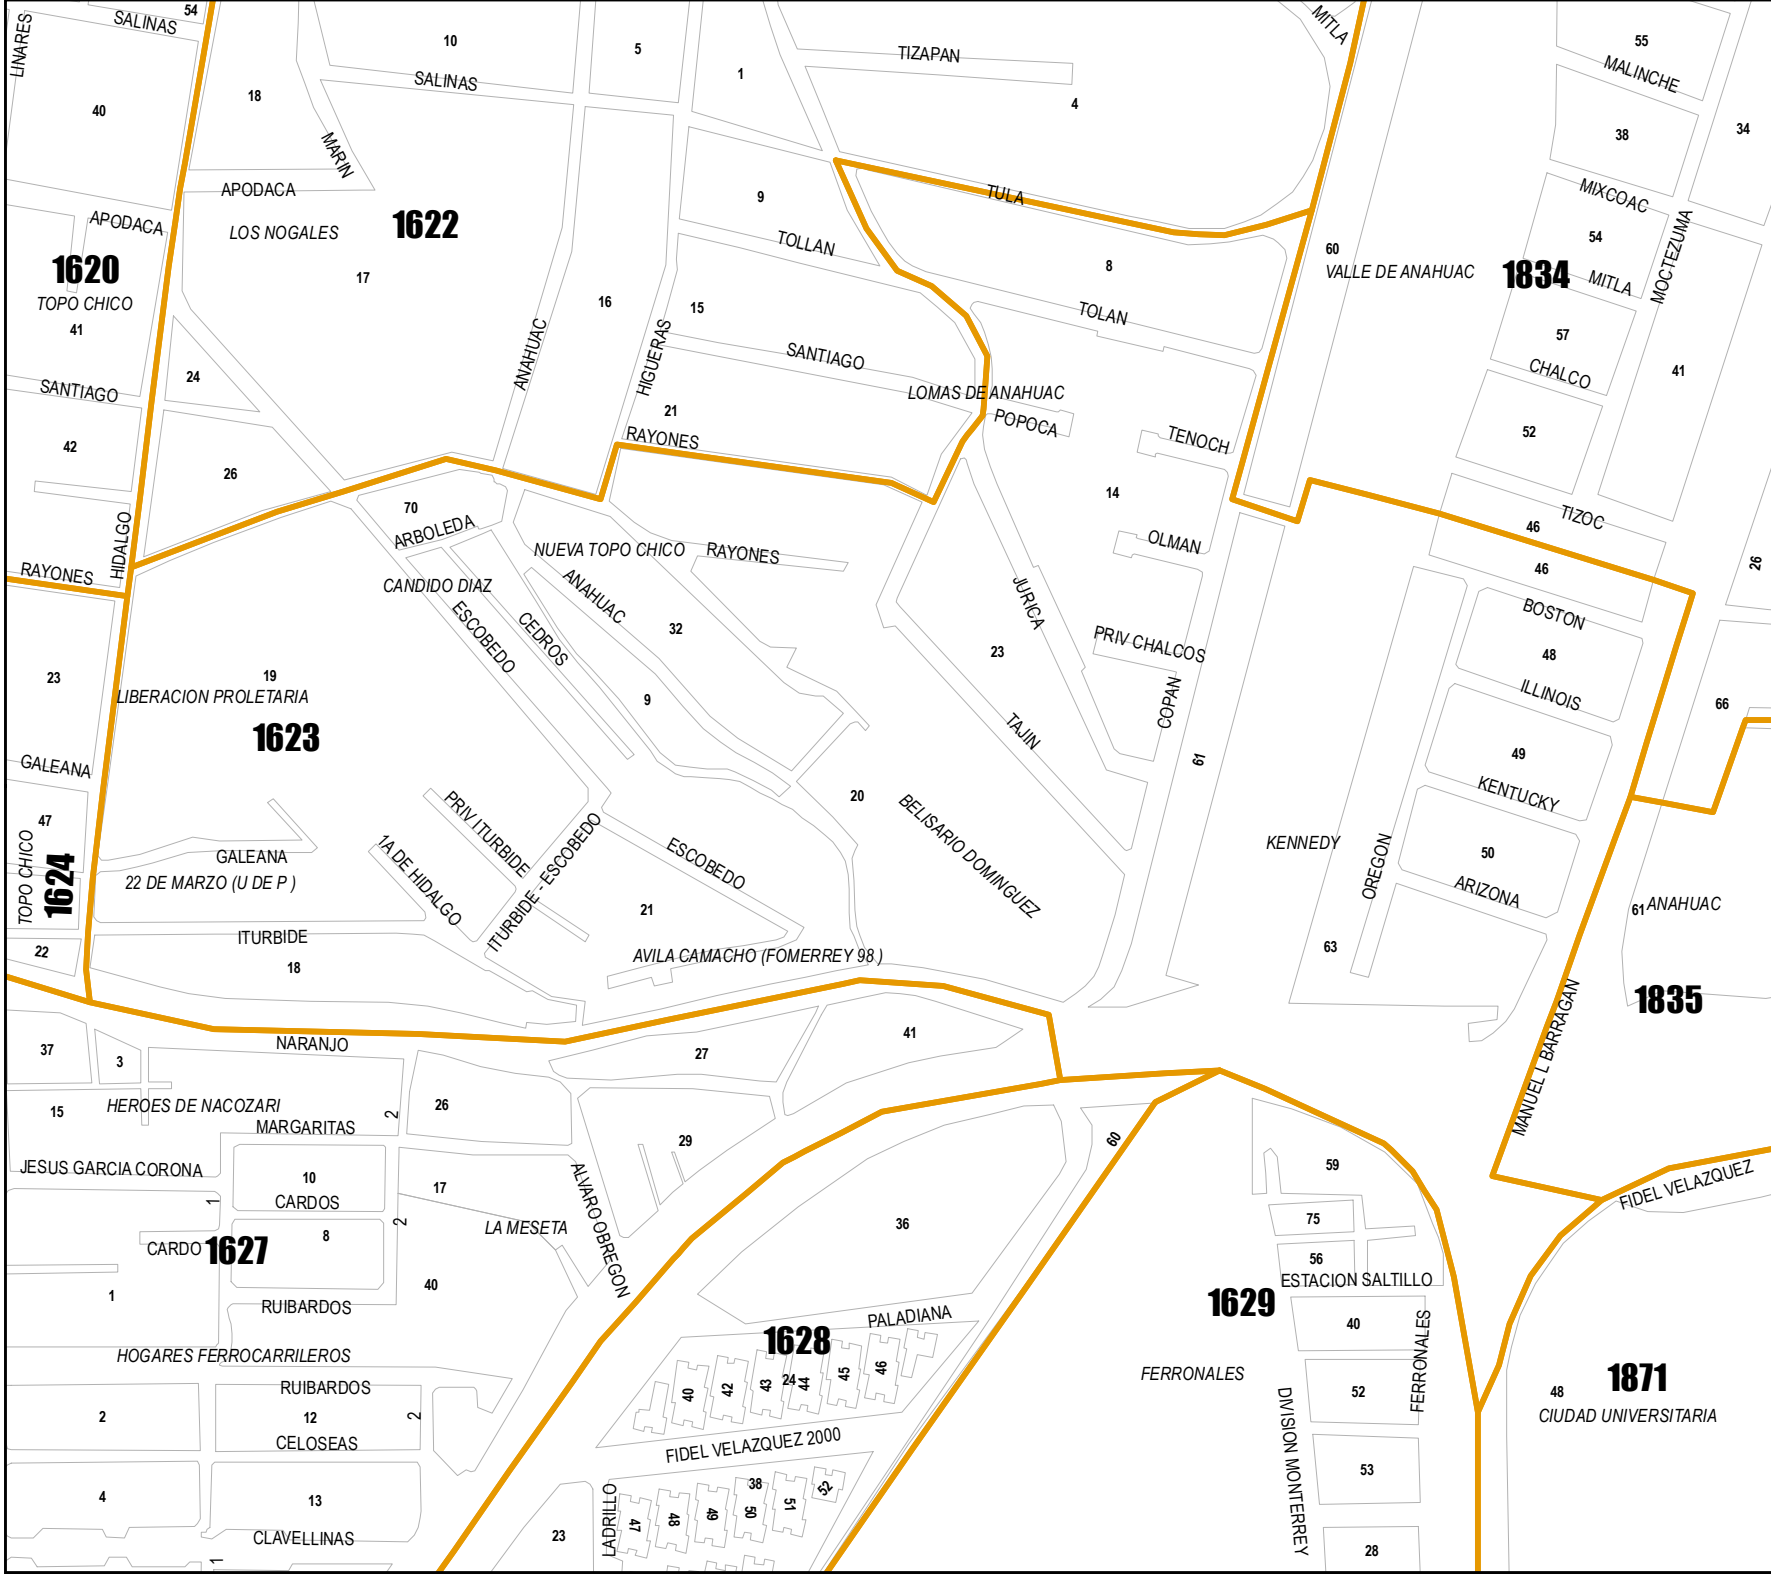 54
SALINAS
LINARES
10
5
1
TIZAPAN
MITLA
55
MALINCHE
SALINAS
40
18
4
38
34
MARIN
APODACA
APODACA
LOS NOGALES
1622
9
TULA
MIXCOAC
TOLLAN
54
MOCTEZUMA
60
VALLE DE ANAHUAC
1834
MITLA
1620
TOPO CHICO
41
17
16
15
8
TOLAN
57
CHALCO
41
ANAHUAC
HIGUERAS
SANTIAGO
24
SANTIAGO
LOMAS DE ANAHUAC
POPOCA
TENOCH
52
42
26
21
RAYONES
14
TIZOC
46
46
70
ARBOLEDA
HIDALGO
RAYONES
NUEVA TOPO CHICO
RAYONES
OLMAN
26
CANDIDO DIAZ
ANAHUAC
ESCOBEDO
CEDROS
32
JURICA
BOSTON
PRIV CHALCOS
23
48
ILLINOIS
23
19
LIBERACION PROLETARIA
1623
9
TAJIN
COPAN
66
61
49
KENTUCKY
GALEANA
20
BELISARIO DOMINGUEZ
PRIV ITURBIDE
1A DE HIDALGO
ITURBIDE - ESCOBEDO
ESCOBEDO
KENNEDY
OREGON
50
ARIZONA
47
TOPO CHICO
1624
GALEANA
22 DE MARZO (U DE P )
21
61
ANAHUAC
ITURBIDE
22
18
AVILA CAMACHO (FOMERREY 98 )
63
MANUEL L BARRAGAN
1835
37
3
NARANJO
27
41
15
HEROES DE NACOZARI
2
26
MARGARITAS
29
60
JESUS GARCIA CORONA
10
CARDOS
17
ALVARO OBREGON
59
FIDEL VELAZQUEZ
1
2
LA MESETA
36
75
CARDO
1627
8
56
ESTACION SALTILLO
1
40
RUIBARDOS
1629
40
FERRONALES
PALADIANA
1628
HOGARES FERROCARRILEROS
RUIBARDOS
40
42
43
24
44
45
46
FERRONALES
DIVISION MONTERREY
52
48
1871
CIUDAD UNIVERSITARIA
2
12
2
CELOSEAS
FIDEL VELAZQUEZ 2000
53
4
13
CLAVELLINAS
1
23
LADRILLO
47
48
49
38
50
51
52
28